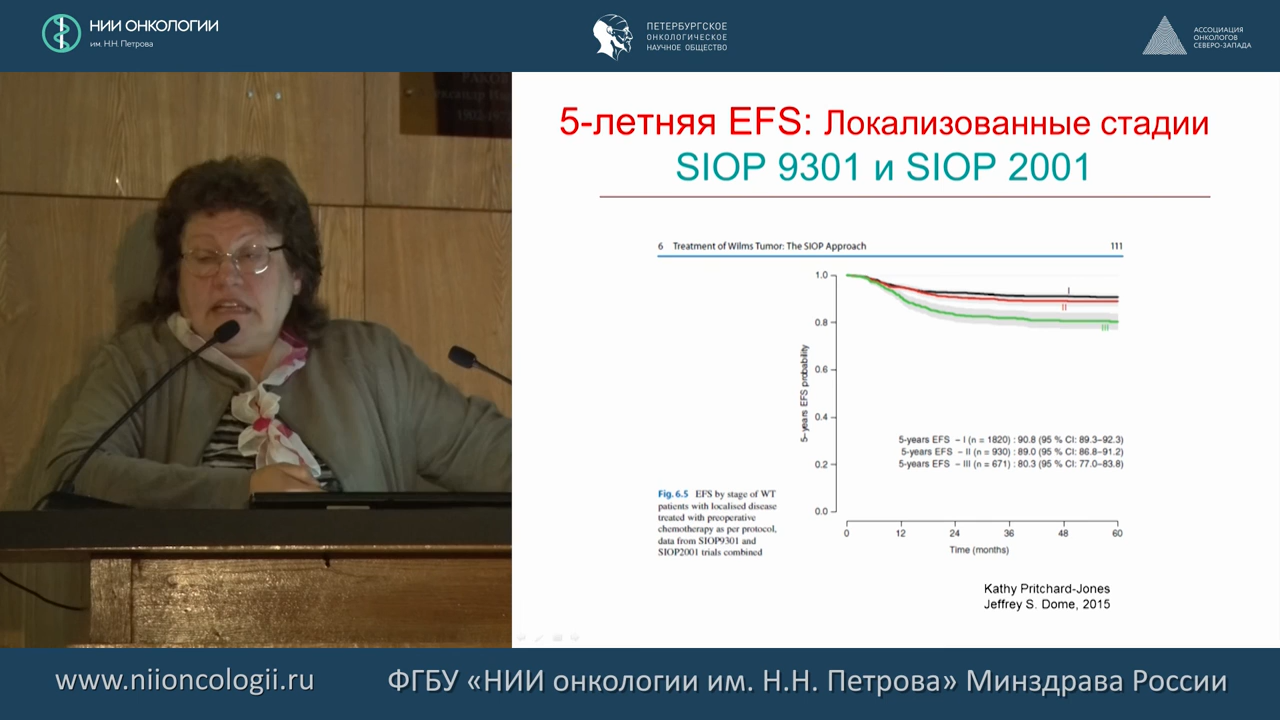 НИИ ОНКОЛОГИИ
им. Н.Н. Петрова
ПЕТЕРБУРГСКОЕ
ОНКОЛОГИЧЕСКОЕ
НАУЧНОЕ ОБЩЕСТВО
АССОЦИАЦИЯ
ОНКОЛОГОВ
СЕВЕРО-ЗАПАДА
5-летняя EFS: Локализованные стадии
SIOP 9301 и SIOP 2001
6 Treatment of Wilms Tumor: The SIOP Approach 111
1.0
0.8
0.6
0.4
0.2
0.0
5-years EFS probability
I
II
III
5-years EFS – I (n = 1820) : 90.8 (95 % CI: 89.3–92.3)
5-years EFS – II (n = 930) : 89.0 (95 % CI: 86.8–91.2)
5-years EFS – III (n = 671) : 80.3 (95 % CI: 77.0–83.8)
0 12 24 36 48 60
Time (months)
Fig. 6.5 EFS by stage of WT
patients with localised disease
treated with preoperative
chemotherapy as per protocol,
data from SIOP9301 and
SIOP2001 trials combined
Kathy Pritchard-Jones
Jeffrey S. Dome, 2015
www.niioncologii.ru
ФГБУ «НИИ онкологии им. Н.Н. Петрова» Минздрава России